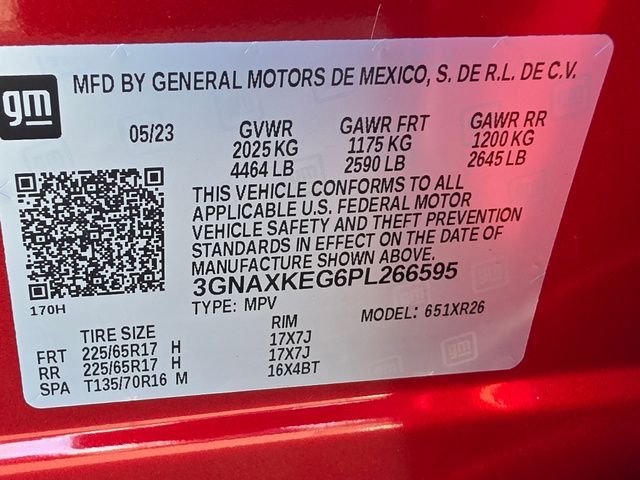 gm
MFD BY GENERAL MOTORS DE MEXICO, S. DE R.L. DE C.V.
05/23 GVWR GAWR FRT GAWR RR
2025 KG 1175 KG 1200 KG
4464 LB 2590 LB 2645 LB
THIS VEHICLE CONFORMS TO ALL
APPLICABLE U.S. FEDERAL MOTOR
VEHICLE SAFETY AND THEFT PREVENTION
STANDARDS IN EFFECT ON THE DATE OF
MANUFACTURE SHOWN ABOVE.
3GNAXKEG6PL266595
170H
TYPE: MPV MODEL: 651XR26
TIRE SIZE RIM
FRT 225/65R17 H 17X7J
RR 225/65R17 H 17X7J
SPA T135/70R16 M 16X4BT
gm